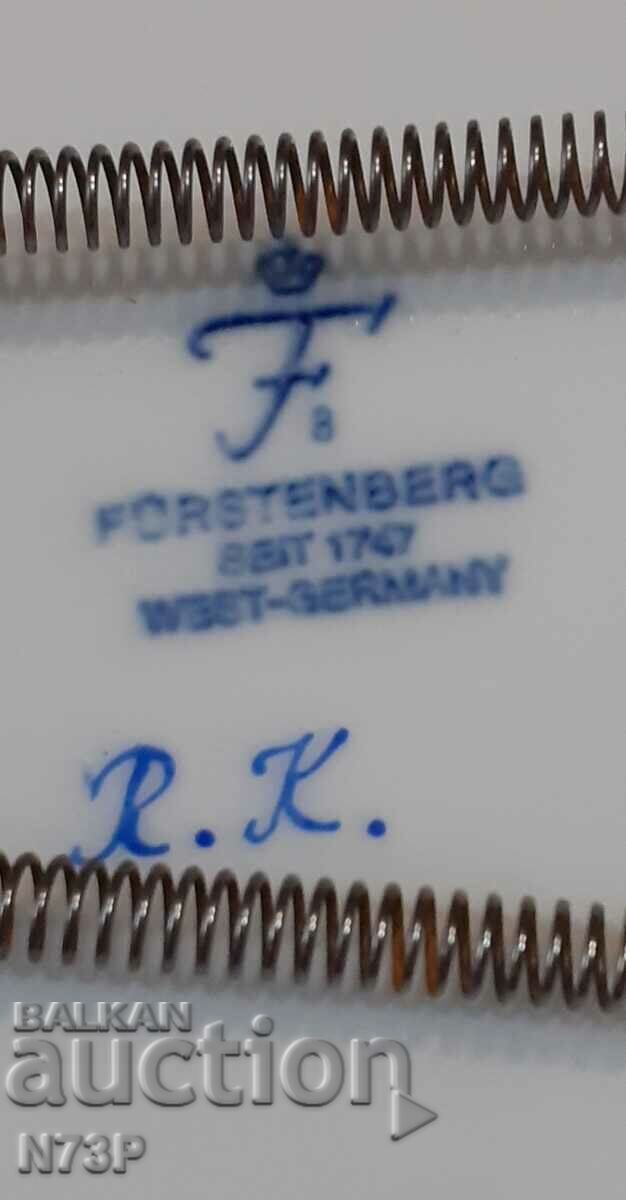 F
8
FÜRSTENBERG
SEIT 1747
WEST-GERMANY
R.K.
BALKAN
auction
N73P